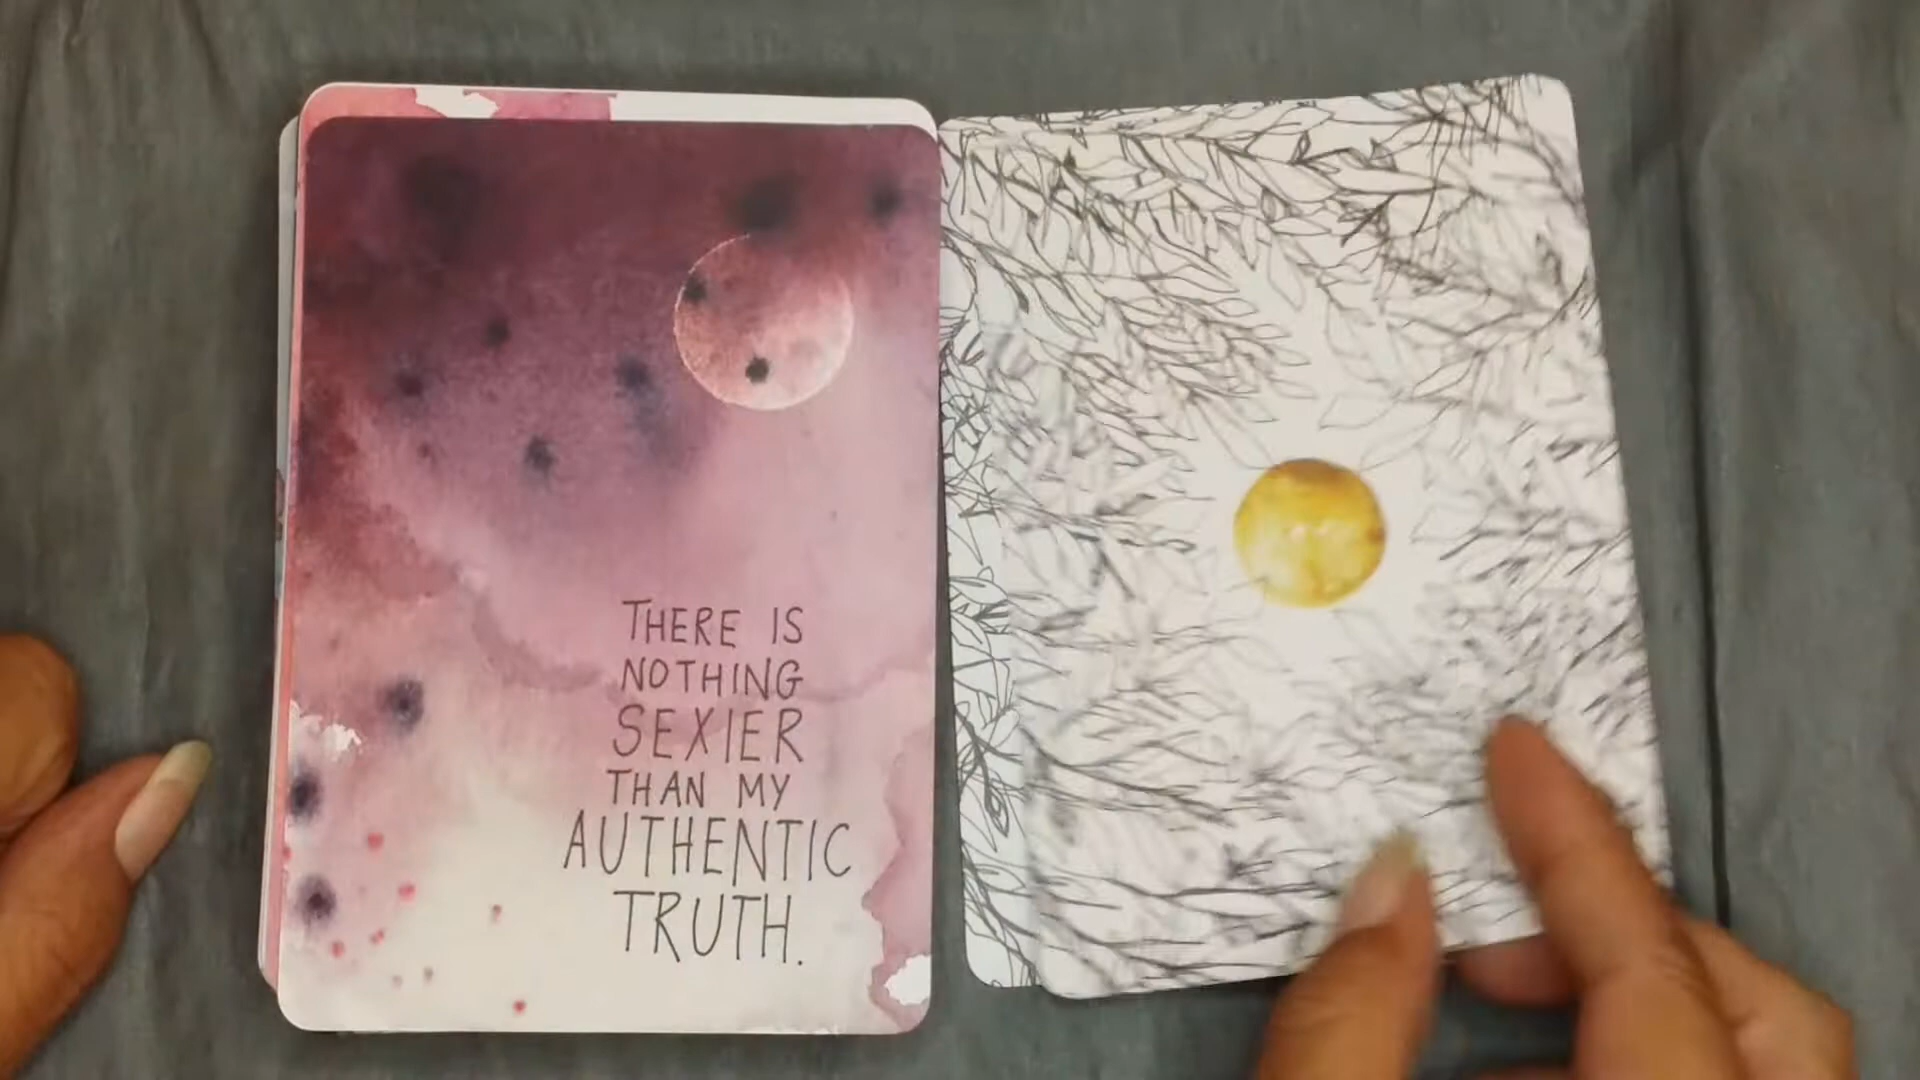 THERE IS
NOTHING
SEXIER
THAN MY
AUTHENTIC
TRUTH.